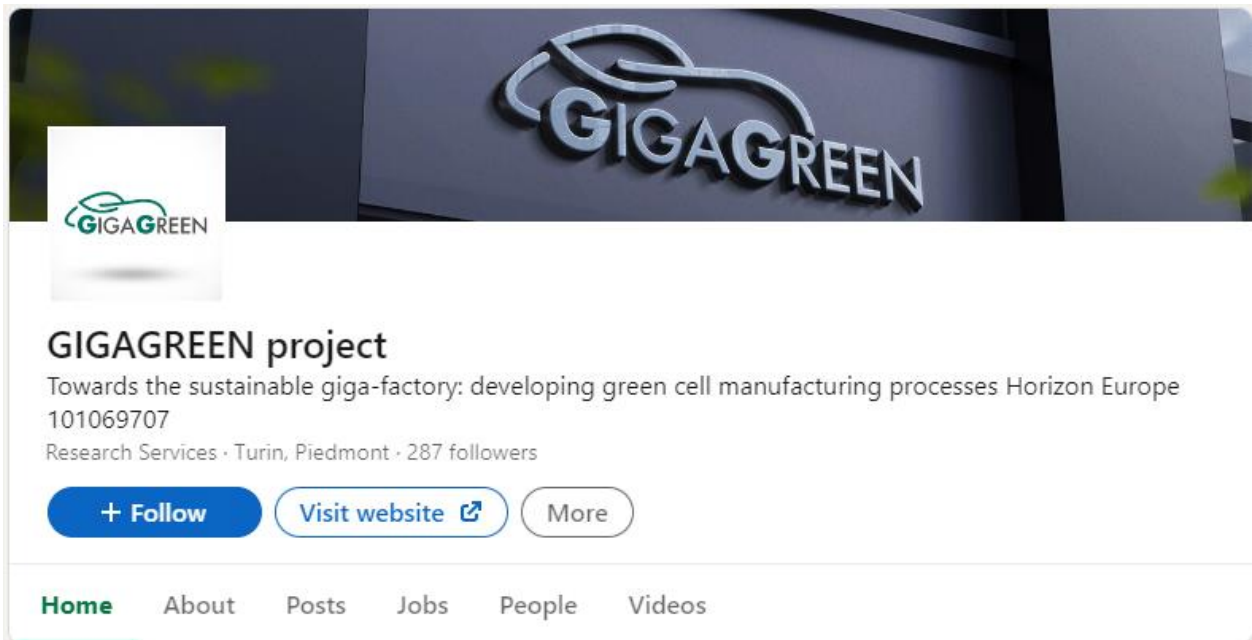 GIGAGREEN
GIGAGREEN
GIGAGREEN project
Towards the sustainable giga-factory: developing green cell manufacturing processes Horizon Europe
101069707
Research Services · Turin, Piedmont · 287 followers
+ Follow
Visit website
More
Home About Posts Jobs People Videos